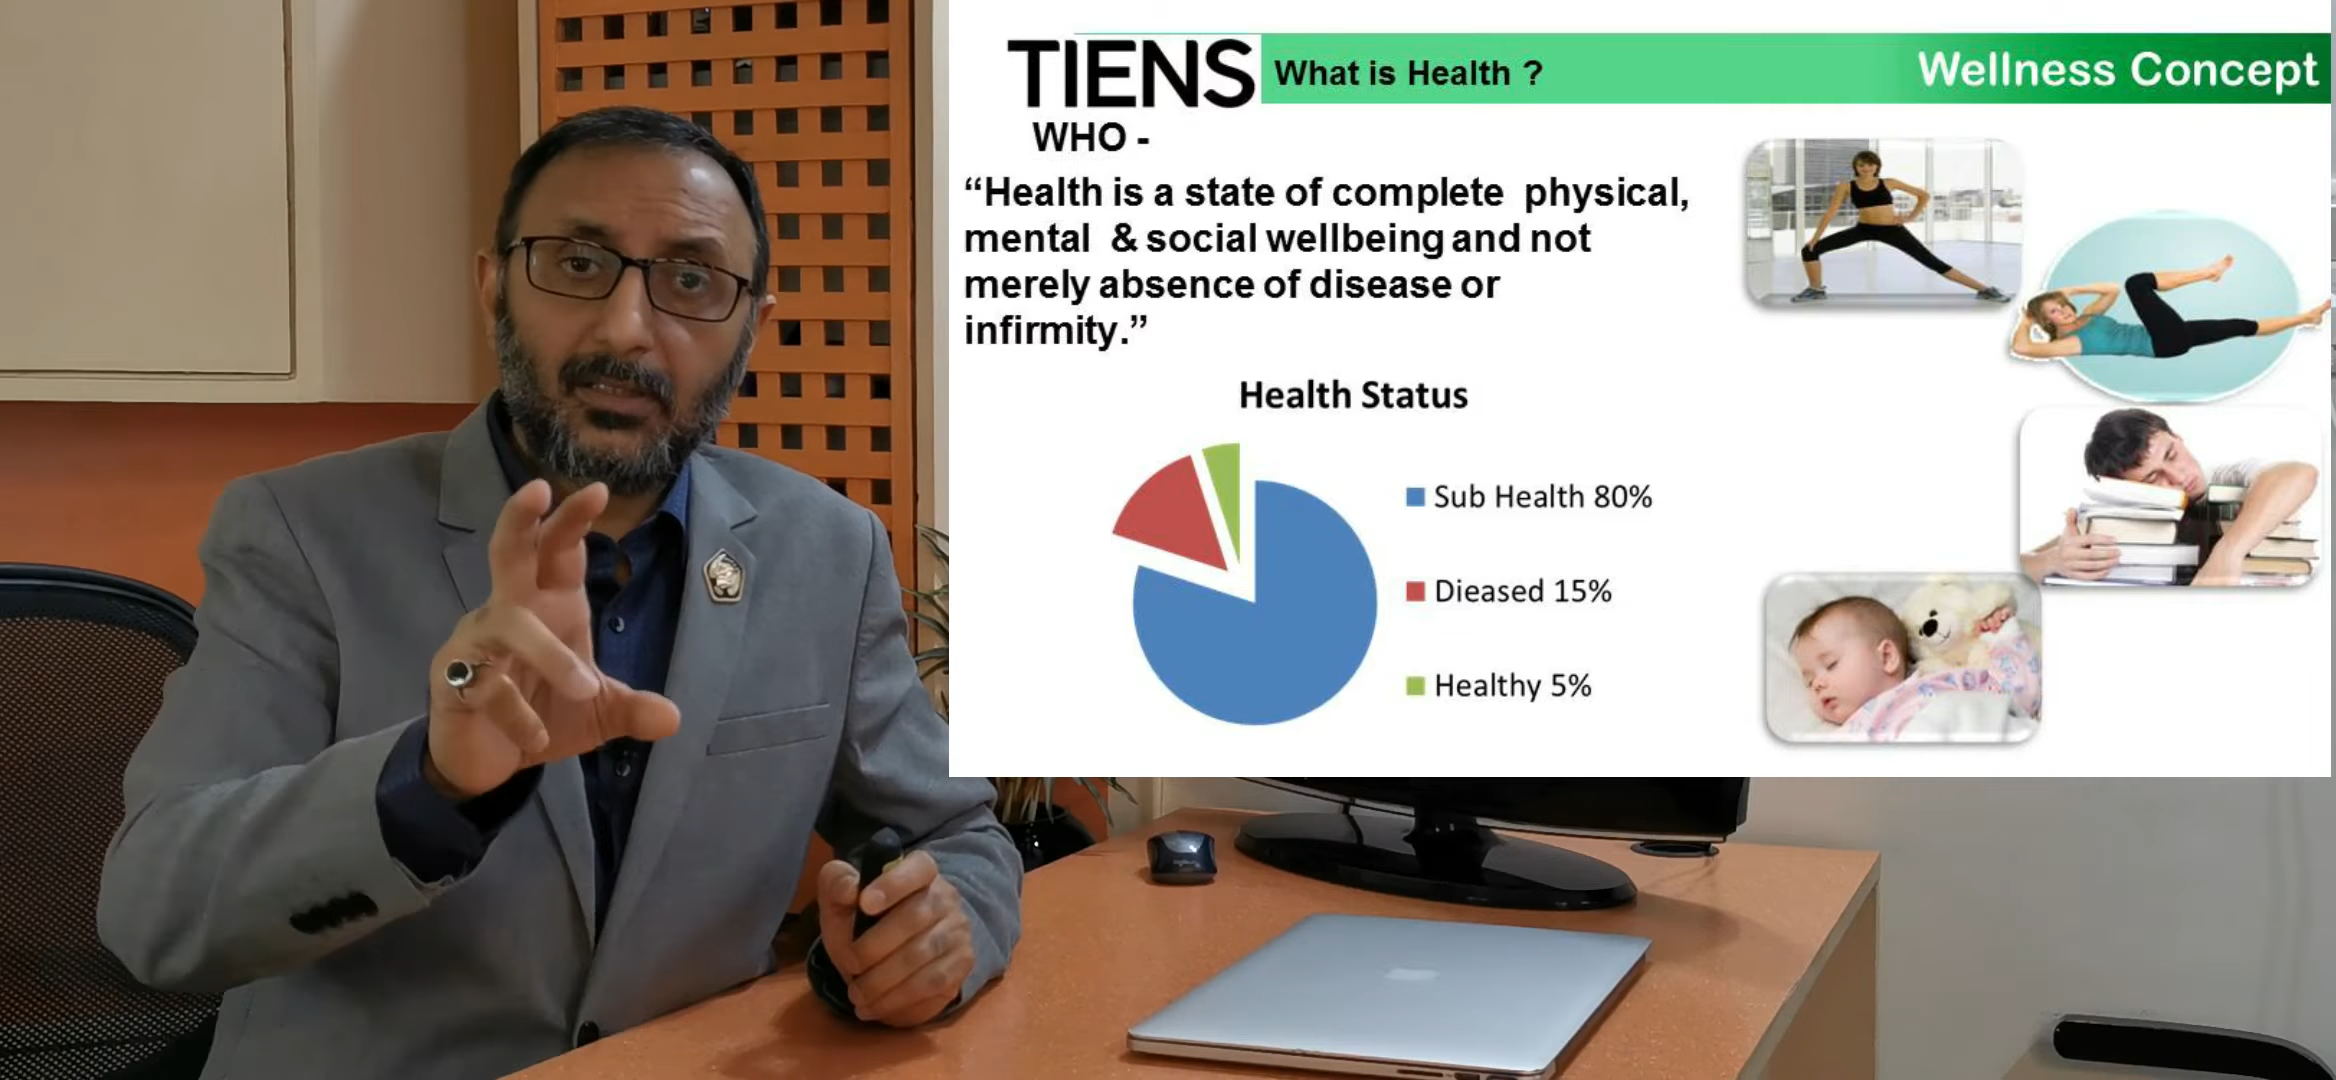 TIENS
What is Health ?
Wellness Concept
WHO -
“Health is a state of complete physical,
mental & social wellbeing and not
merely absence of disease or
infirmity.”
Health Status
Sub Health 80%
Dieased 15%
Healthy 5%